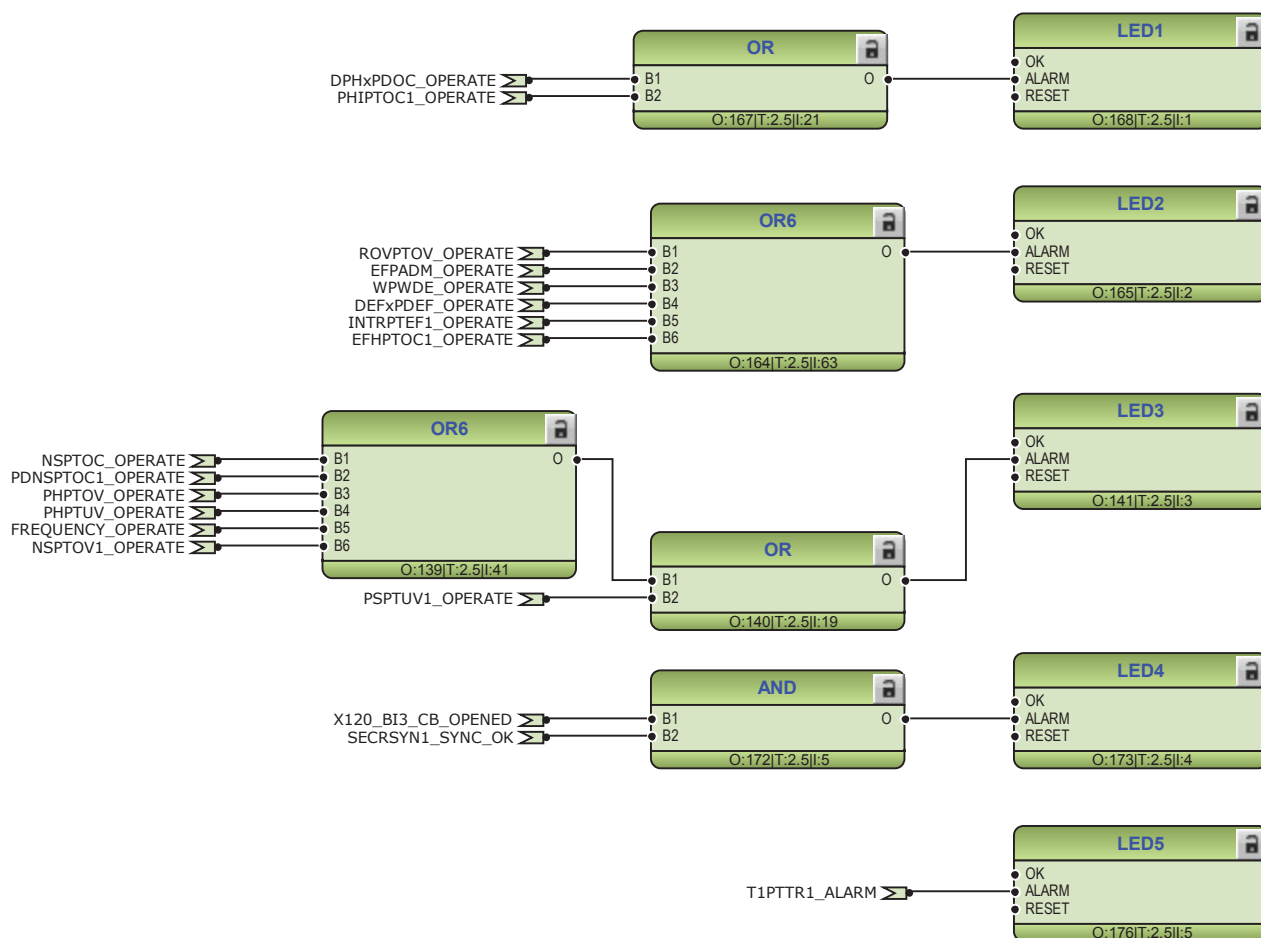 LED1
OR
OK
DPHxPDOC_OPERATE B1 O ALARM
PHIPTOC1_OPERATE B2 RESET
O:167|T:2.5|I:21 O:168|T:2.5|I:1
LED2
OR6
OK
ROVPTOV_OPERATE B1 O ALARM
EFPADM_OPERATE B2 RESET
WPWDE_OPERATE B3
O:165|T:2.5|I:2
DEFxPDEF_OPERATE B4
INTRPTEF1_OPERATE B5
EFHPTOC1_OPERATE B6
O:164|T:2.5|I:63
LED3
OR6
OK
NSPTOC_OPERATE B1 O ALARM
PDNSPTOC1_OPERATE B2 RESET
PHPTOV_OPERATE B3
O:141|T:2.5|I:3
PHPTUV_OPERATE B4
FREQUENCY_OPERATE B5
NSPTOV1_OPERATE B6
O:139|T:2.5|I:41
OR
B1 O
PSPTUV1_OPERATE B2
O:140|T:2.5|I:19
LED4
AND
OK
X120_BI3_CB_OPENED B1 O ALARM
SECRSYN1_SYNC_OK B2 RESET
O:172|T:2.5|I:5 O:173|T:2.5|I:4
LED5
OK
T1PTTR1_ALARM ALARM
RESET
O:176|T:2.5|I:5